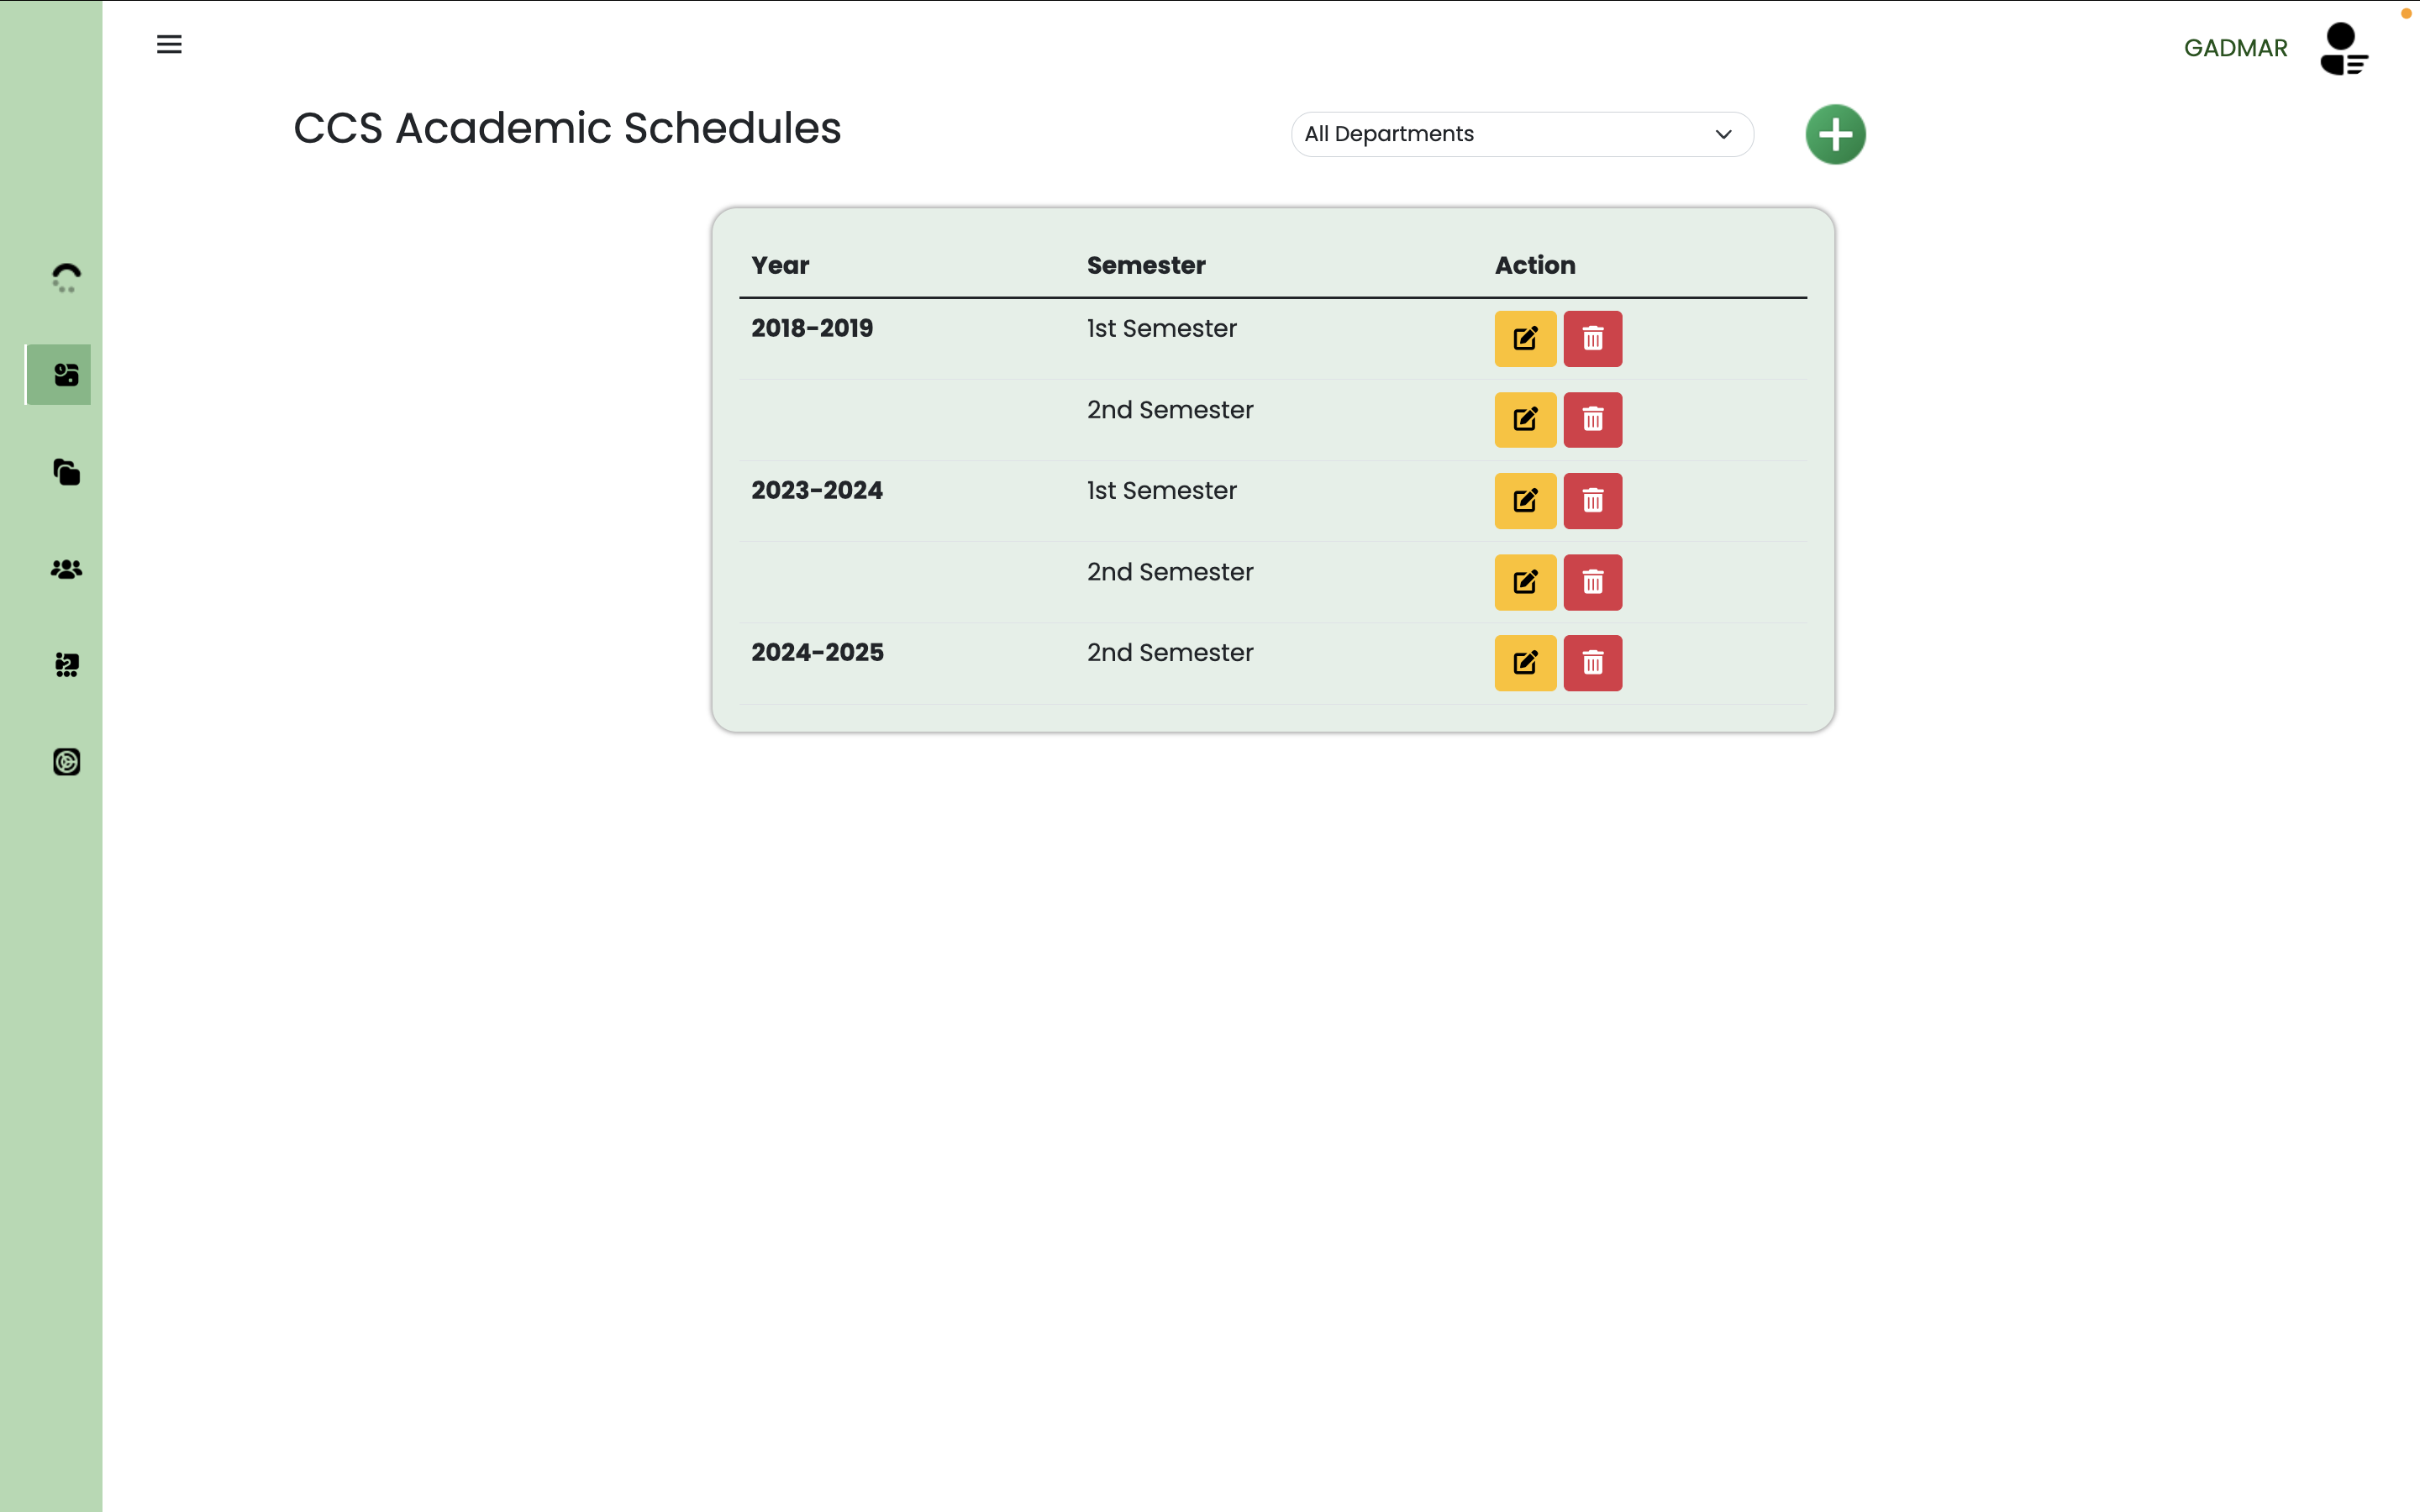 GADMAR
CCS Academic Schedules
All Departments
Year Semester Action
2018-2019 1st Semester
2nd Semester
2023-2024 1st Semester
2nd Semester
2024-2025 2nd Semester